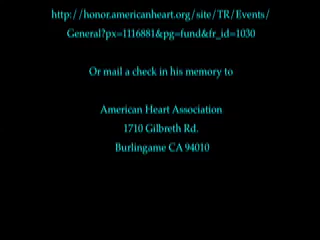 http://honor.americanheart.org/site/TR/Events/
General?px=1116881&pg=fund&fr_id=1030
Or mail a check in his memory to
American Heart Association
1710 Gilbreth Rd.
Burlingame CA 94010